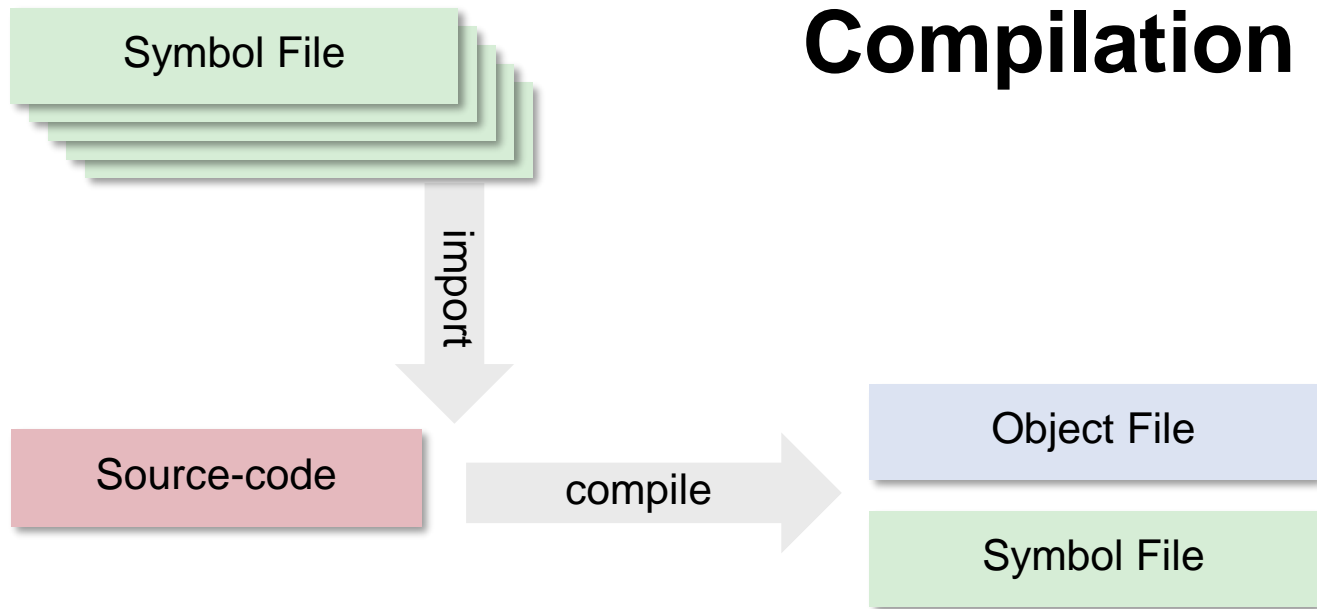 Compilation
Symbol File
import
Source-code
compile
Object File
Symbol File